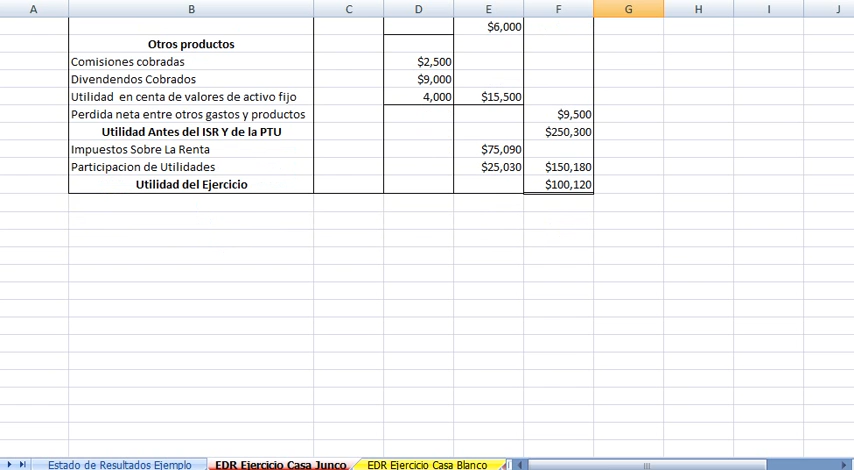 A B C D E F G H I J
$6,000
Otros productos
Comisiones cobradas $2,500
Divendendos Cobrados $9,000
Utilidad en centa de valores de activo fijo 4,000 $15,500
Perdida neta entre otros gastos y productos $9,500
Utilidad Antes del ISR Y de la PTU $250,300
Impuestos Sobre La Renta $75,090
Participacion de Utilidades $25,030 $150,180
Utilidad del Ejercicio $100,120
Estado de Resultados Ejemplo EDR Ejercicio Casa Junco EDR Ejercicio Casa Blanco